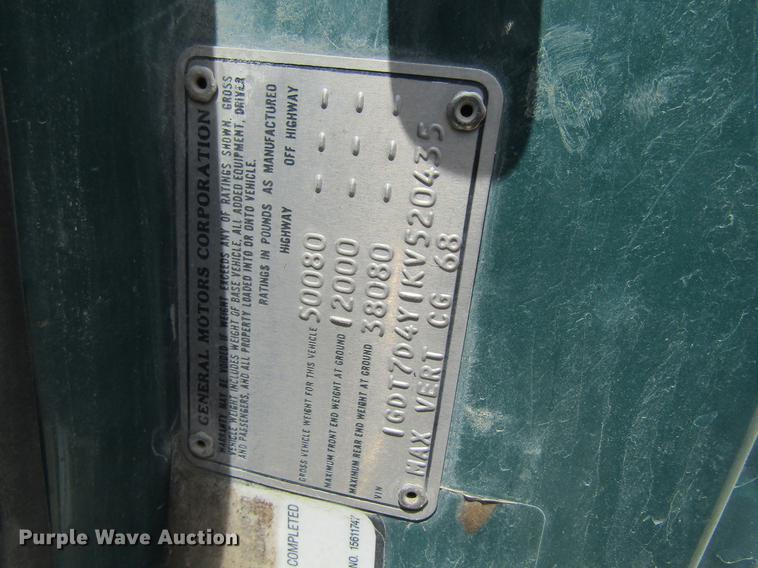 GENERAL MOTORS CORPORATION
WARRANTY MAY BE VOIDED IF WEIGHT EXCEEDS ANY OF RATINGS SHOWN. GROSS
VEHICLE WEIGHT INCLUDES WEIGHT OF BASE VEHICLE, ALL ADDED EQUIPMENT, DRIVER
AND PASSENGERS, AND ALL PROPERTY LOADED INTO OR ONTO VEHICLE.
RATINGS IN POUNDS AS MANUFACTURED
HIGHWAY OFF HIGHWAY
GROSS VEHICLE WEIGHT FOR THIS VEHICLE 50080 - - -
MAXIMUM FRONT END WEIGHT AT GROUND 12000 - - -
MAXIMUM REAR END WEIGHT AT GROUND 38080 - - -
VIN 1GDT7D4Y1KV520435
MAX VERT CG 68
COMPLETED
NO. 15611747
Purple Wave Auction